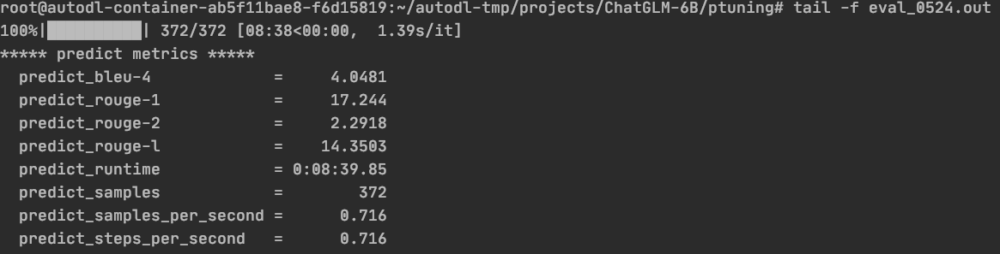 root@autodl-container-ab5f11bae8-f6d15819:~/autodl-tmp/projects/ChatGLM-6B/ptuning# tail -f eval_0524.out
100%|██████████| 372/372 [08:38<00:00,  1.39s/it]
***** predict metrics *****
  predict_bleu-4             =     4.0481
  predict_rouge-1            =     17.244
  predict_rouge-2            =     2.2918
  predict_rouge-l            =    14.3503
  predict_runtime            = 0:08:39.85
  predict_samples            =        372
  predict_samples_per_second =      0.716
  predict_steps_per_second   =      0.716